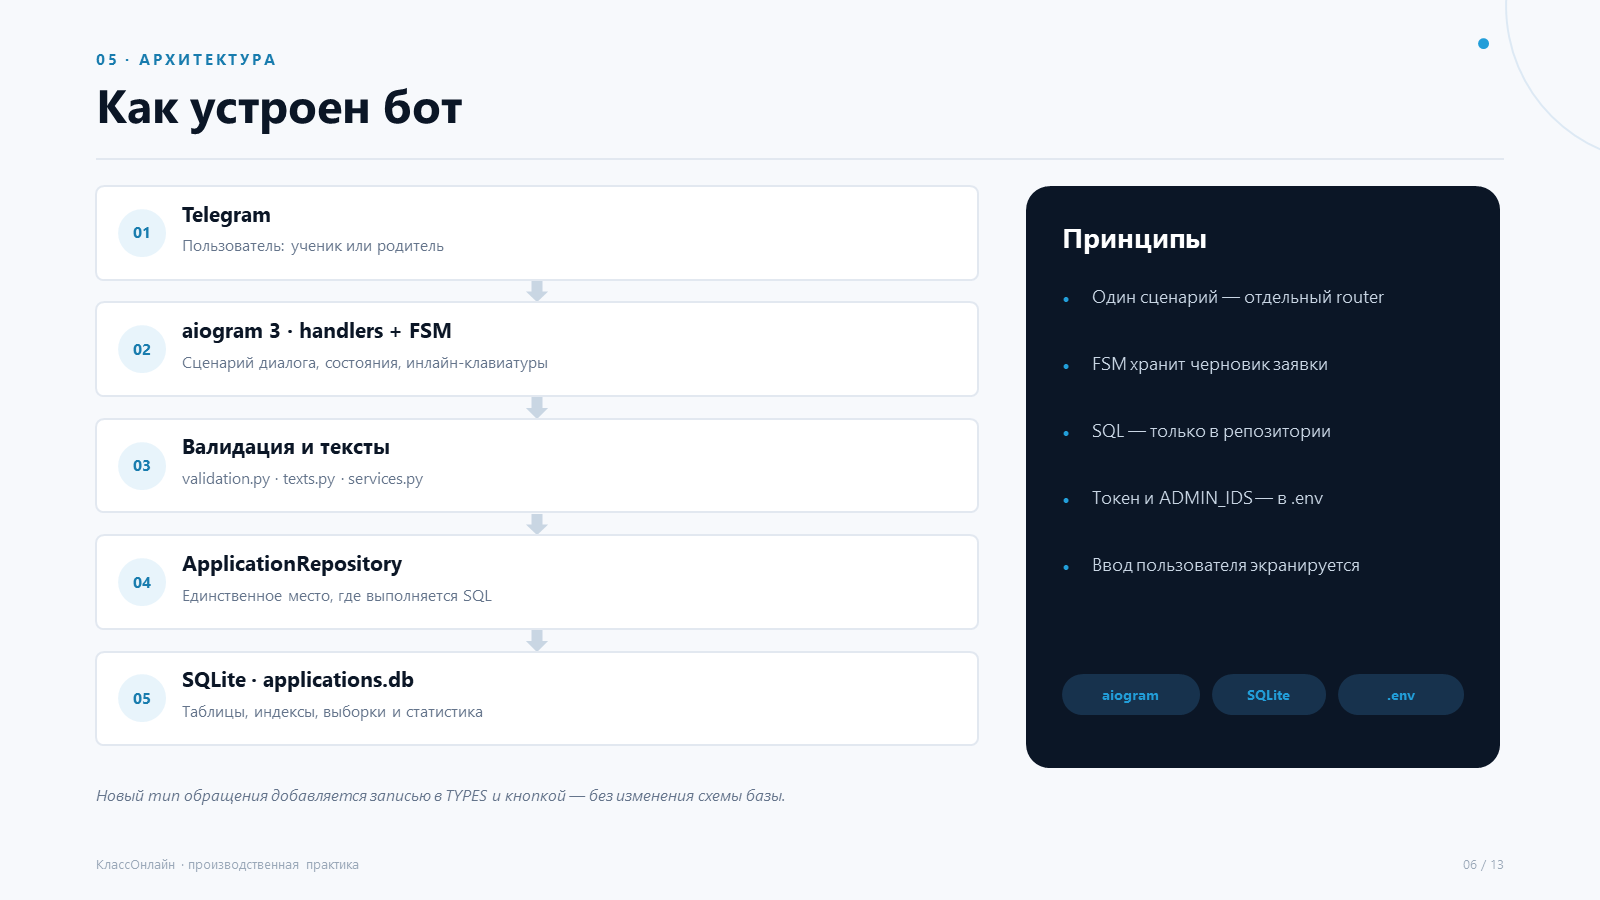 05 · АРХИТЕКТУРА
Как устроен бот
01
Telegram
Пользователь: ученик или родитель
02
aiogram 3 · handlers + FSM
Сценарий диалога, состояния, инлайн-клавиатуры
03
Валидация и тексты
validation.py · texts.py · services.py
04
ApplicationRepository
Единственное место, где выполняется SQL
05
SQLite · applications.db
Таблицы, индексы, выборки и статистика
Принципы
• Один сценарий — отдельный router
• FSM хранит черновик заявки
• SQL — только в репозитории
• Токен и ADMIN_IDS — в .env
• Ввод пользователя экранируется
aiogram SQLite .env
Новый тип обращения добавляется записью в TYPES и кнопкой — без изменения схемы базы.
КлассОнлайн · производственная практика
06 / 13